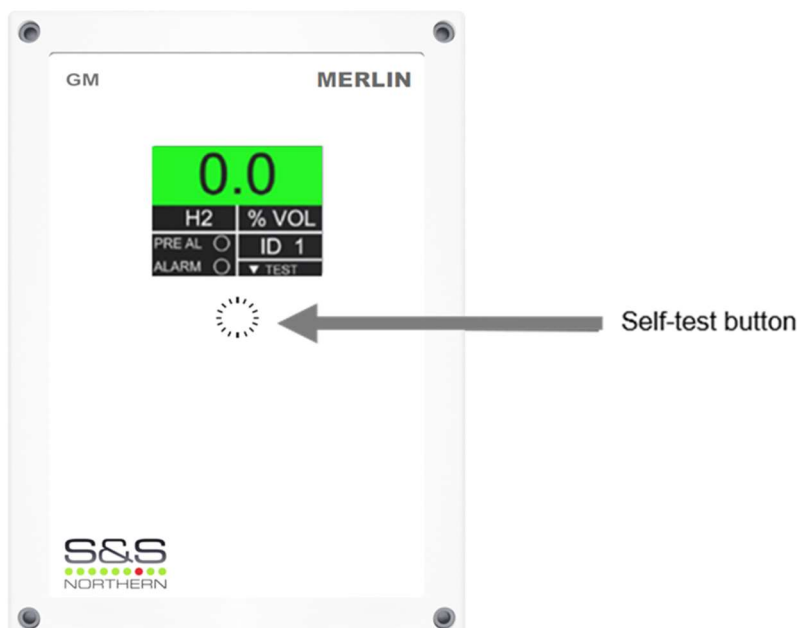 GM MERLIN
0.0
H2 % VOL
PRE AL ID 1
ALARM ▼ TEST
Self-test button
S&S
NORTHERN